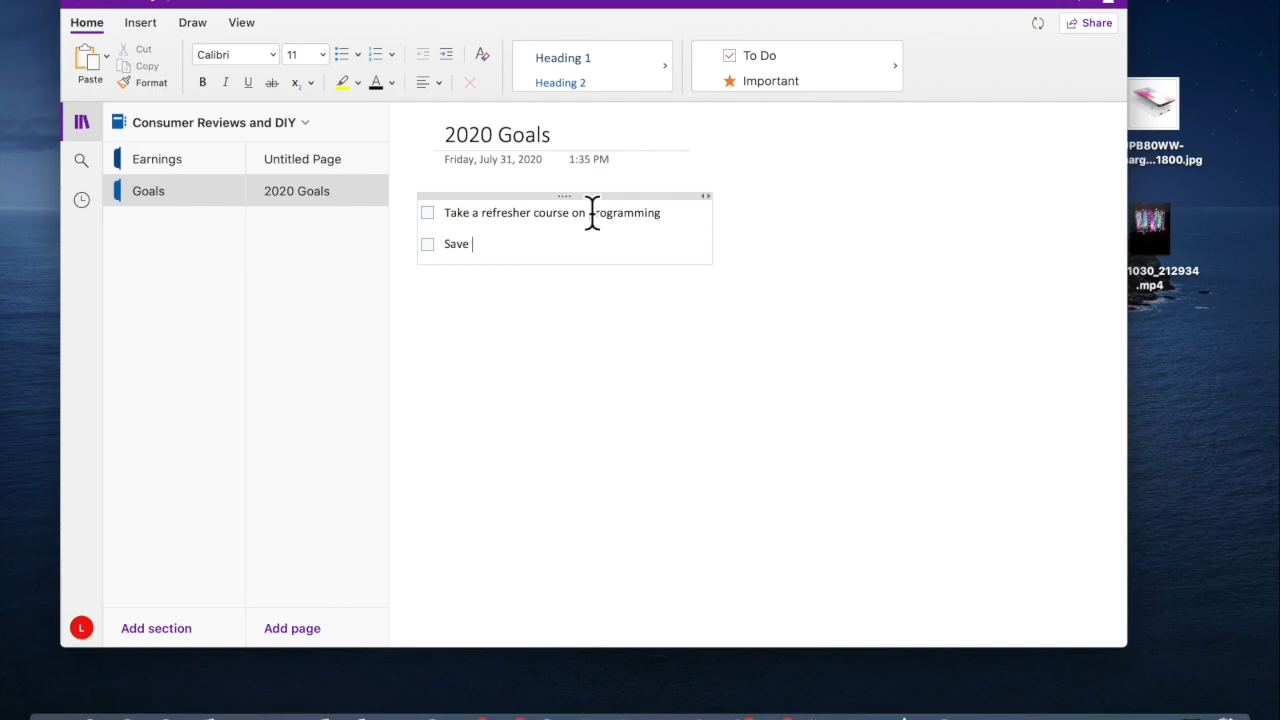 Home Insert Draw View
Share
Paste
Cut
Copy
Format
Calibri 11
B I U ab x
A
Heading 1
Heading 2
To Do
Important
Consumer Reviews and DIY
Earnings
Goals
Untitled Page
2020 Goals
Add section
Add page
L
2020 Goals
Friday, July 31, 2020 1:35 PM
Take a refresher course on programming
Save
PB80WW-
arg...1800.jpg
1030_212934
.mp4